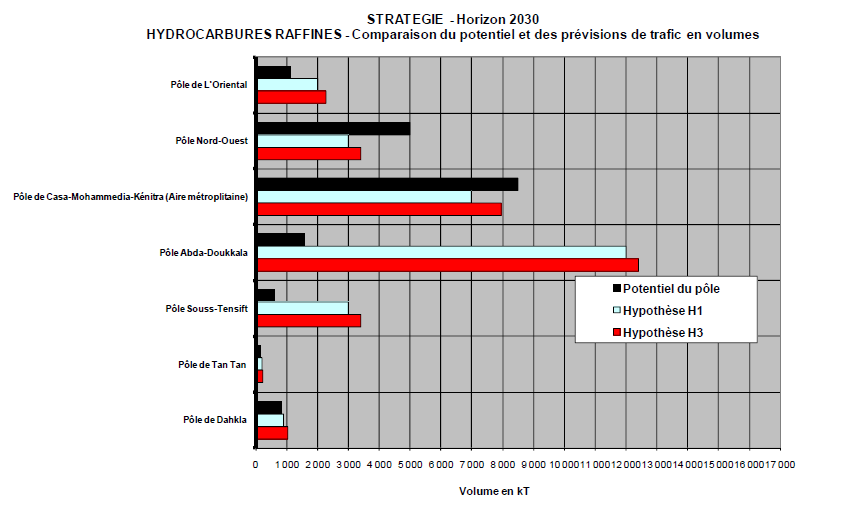 STRATEGIE - Horizon 2030
HYDROCARBURES RAFFINES - Comparaison du potentiel et des prévisions de trafic en volumes
Pôle de L'Oriental
Pôle Nord-Ouest
Pôle de Casa-Mohammedia-Kénitra (Aire métroplitaine)
Pôle Abda-Doukkala
Pôle Souss-Tensift
Pôle de Tan Tan
Pôle de Dahkla
Potentiel du pôle
Hypothèse H1
Hypothèse H3
0 1 000 2 000 3 000 4 000 5 000 6 000 7 000 8 000 9 000 10 000 11 000 12 000 13 000 14 000 15 000 16 000 17 000
Volume en kT